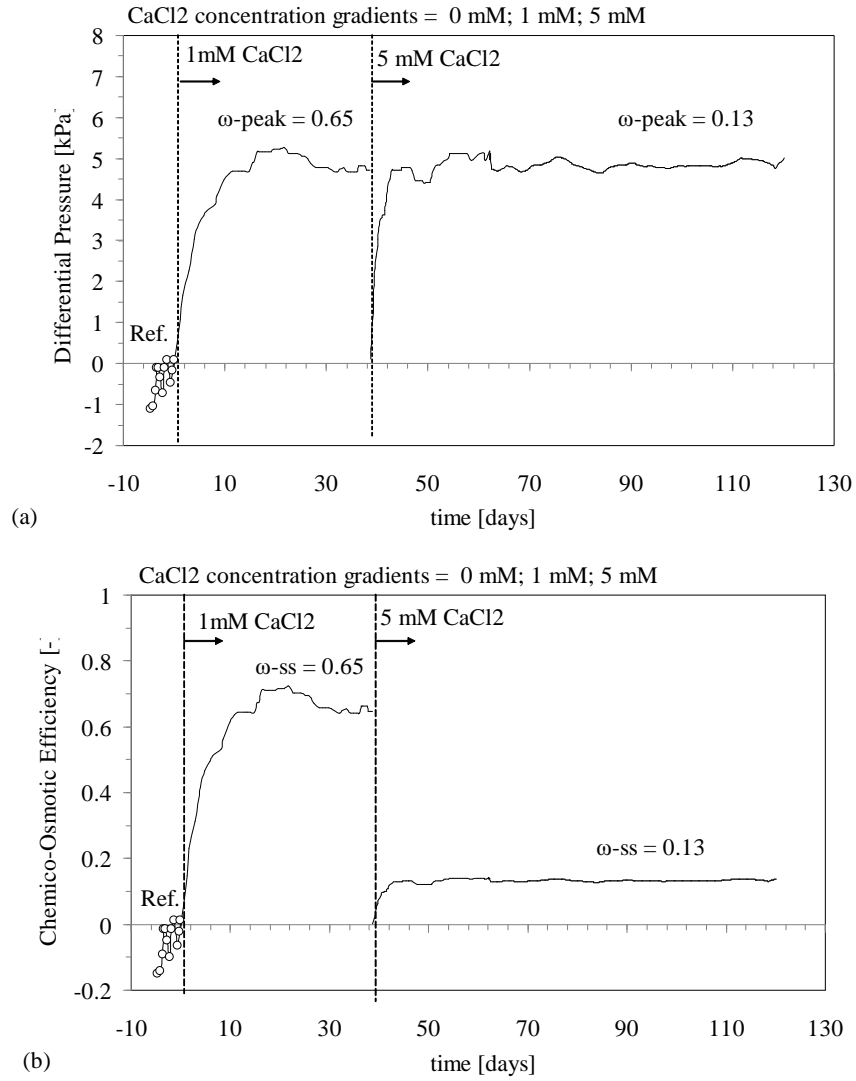 CaCl2 concentration gradients = 0 mM; 1 mM; 5 mM
8
1mM CaCl2
5 mM CaCl2
7
6
ω-peak = 0.65
ω-peak = 0.13
5
4
3
2
1
Ref.
0
-1
-2
Differential Pressure [kPa]
-10
10
30
50
70
90
110
130
(a)
time [days]
CaCl2 concentration gradients = 0 mM; 1 mM; 5 mM
1
1mM CaCl2
5 mM CaCl2
0.8
ω-ss = 0.65
0.6
0.4
0.2
ω-ss = 0.13
Ref.
0
-0.2
Chemico-Osmotic Efficiency [-]
-10
10
30
50
70
90
110
130
(b)
time [days]